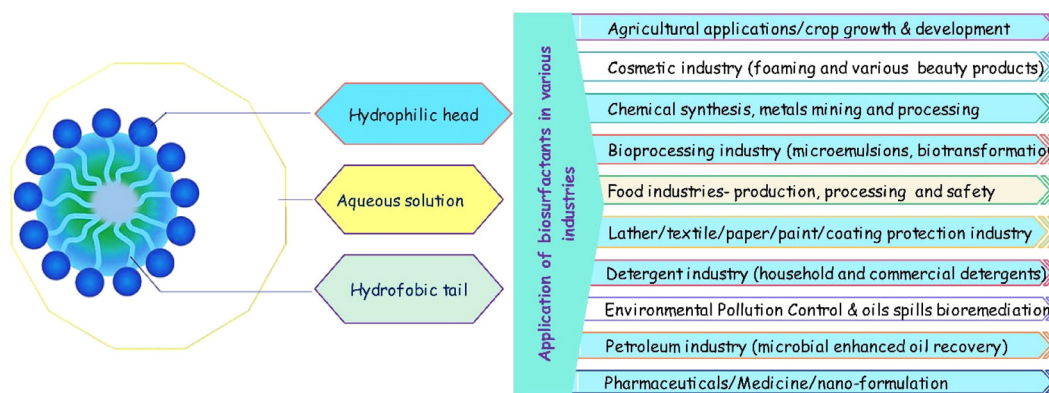 Hydrophilic head
Aqueous solution
Hydrofobic tail
Application of biosurfactants in various
industries
Agricultural applications/crop growth & development
Cosmetic industry (foaming and various beauty products)
Chemical synthesis, metals mining and processing
Bioprocessing industry (microemulsions, biotransformatio
Food industries- production, processing and safety
Lather/textile/paper/paint/coating protection industry
Detergent industry (household and commercial detergents)
Environmental Pollution Control & oils spills bioremediation
Petroleum industry (microbial enhanced oil recovery)
Pharmaceuticals/Medicine/nano-formulation